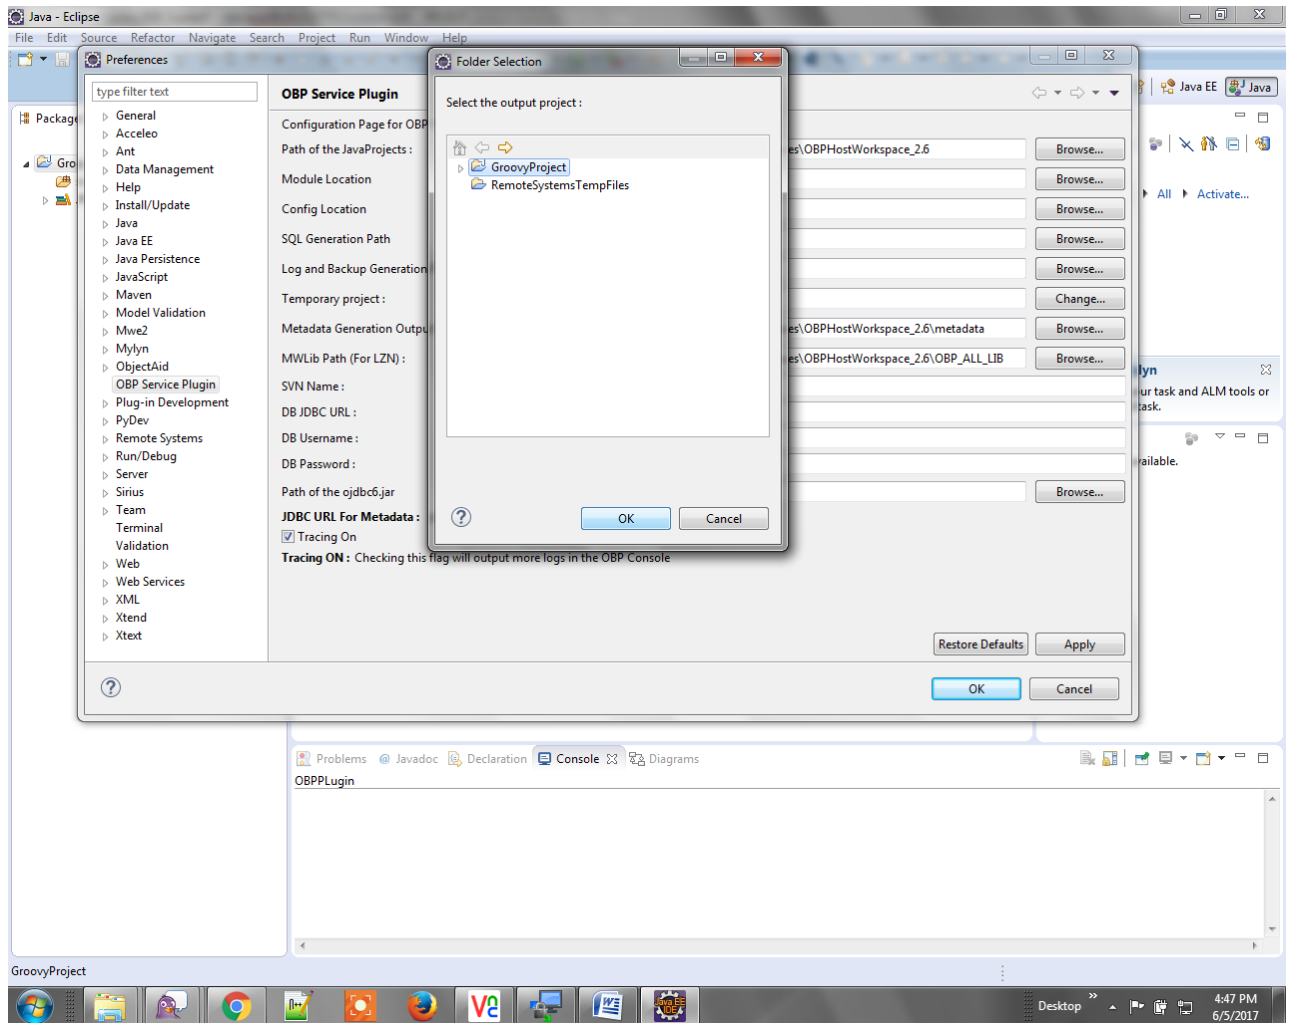 Java - Eclipse
File Edit Source Refactor Navigate Search Project Run Window Help
Preferences
Folder Selection
type filter text
OBP Service Plugin
Select the output project :
Java EE
Java
Package
Configuration Page for OBP
General
Acceleo
Ant
Data Management
Help
Install/Update
Java
Java EE
Java Persistence
JavaScript
Maven
Model Validation
Mwe2
Mylyn
ObjectAid
OBP Service Plugin
Plug-in Development
PyDev
Remote Systems
Run/Debug
Server
Sirius
Team
Terminal
Validation
Web
Web Services
XML
Xtend
Xtext
Path of the JavaProjects :
es\OBPHostWorkspace_2.6
Browse...
Module Location
Browse...
Config Location
Browse...
SQL Generation Path
Browse...
Log and Backup Generation
Browse...
Temporary project :
Change...
Metadata Generation Outpu
es\OBPHostWorkspace_2.6\metadata
Browse...
MWLib Path (For LZN) :
es\OBPHostWorkspace_2.6\OBP_ALL_LIB
Browse...
SVN Name :
DB JDBC URL :
DB Username :
DB Password :
Path of the ojdbc6.jar
Browse...
JDBC URL For Metadata :
Tracing On
Tracing ON : Checking this flag will output more logs in the OBP Console
GroovyProject
RemoteSystemsTempFiles
OK
Cancel
Restore Defaults
Apply
OK
Cancel
Gro
All
Activate...
lyn
ur task and ALM tools or
task.
vailable.
Problems
@ Javadoc
Declaration
Console
Diagrams
OBPPLugin
GroovyProject
Desktop
4:47 PM
6/5/2017